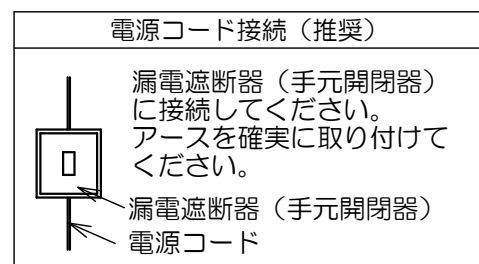 電源コード接続（推奨）
漏電遮断器（手元開閉器）
に接続してください。
アースを確実に取り付けて
ください。
漏電遮断器（手元開閉器）
電源コード